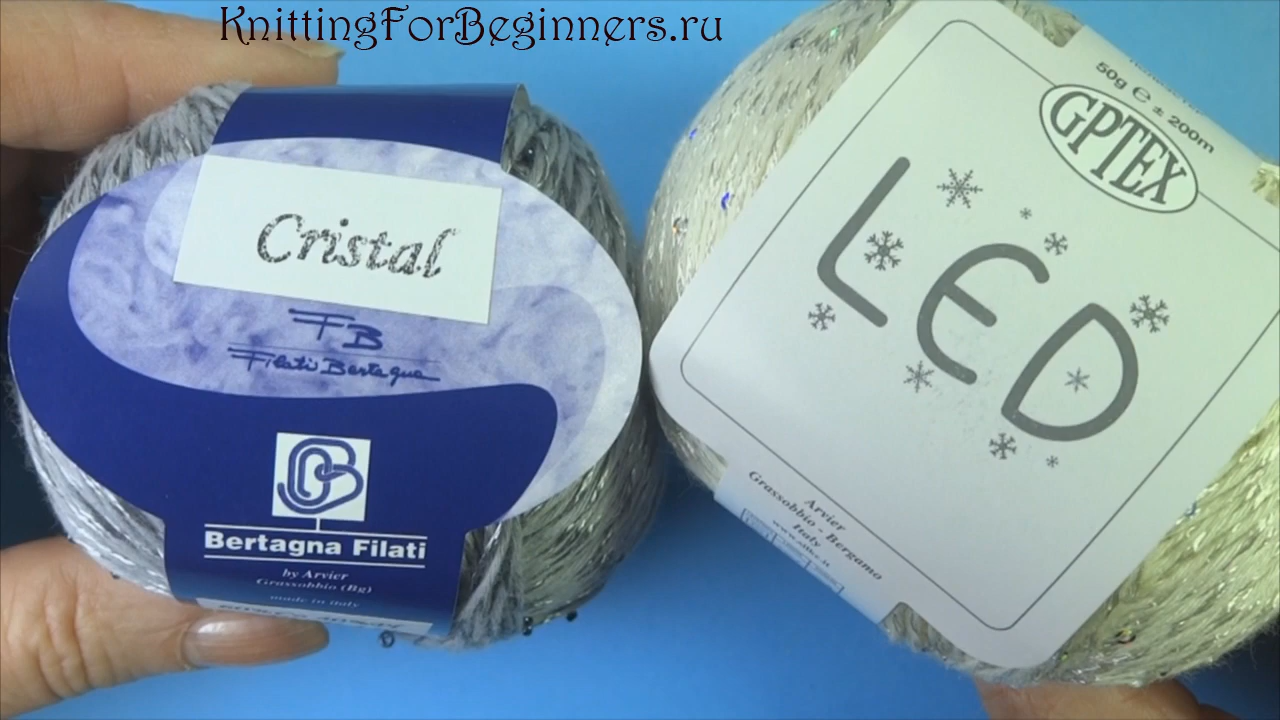 KnittingForBeginners.ru
Cristal
FB
Filati Bertagna
Bertagna Filati
by Arvier
Grassobbio (Bg)
made in italy
50g e ± 200m
GPTEX
LED
Arvier
Grassobbio - Bergamo
Italy